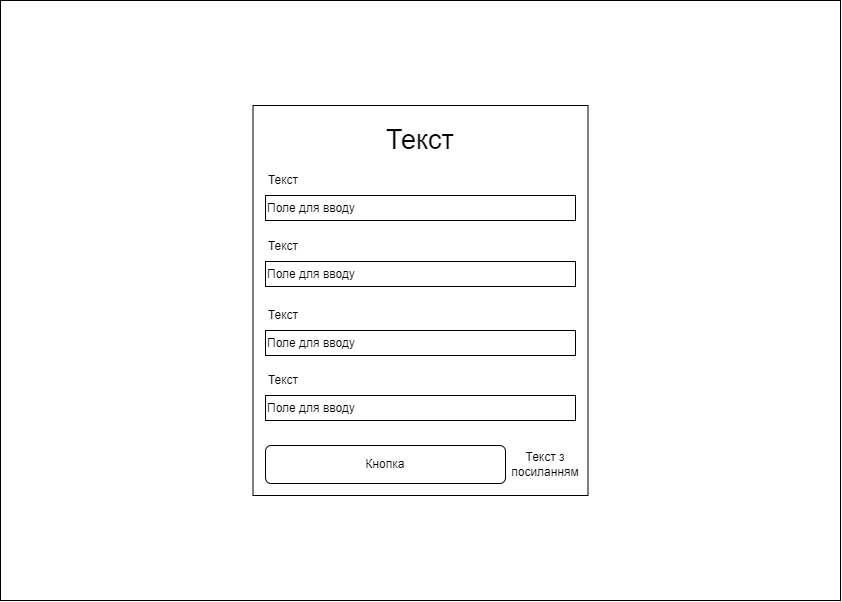 Текст
Текст
Поле для вводу
Текст
Поле для вводу
Текст
Поле для вводу
Текст
Поле для вводу
Кнопка
Текст з
посиланням